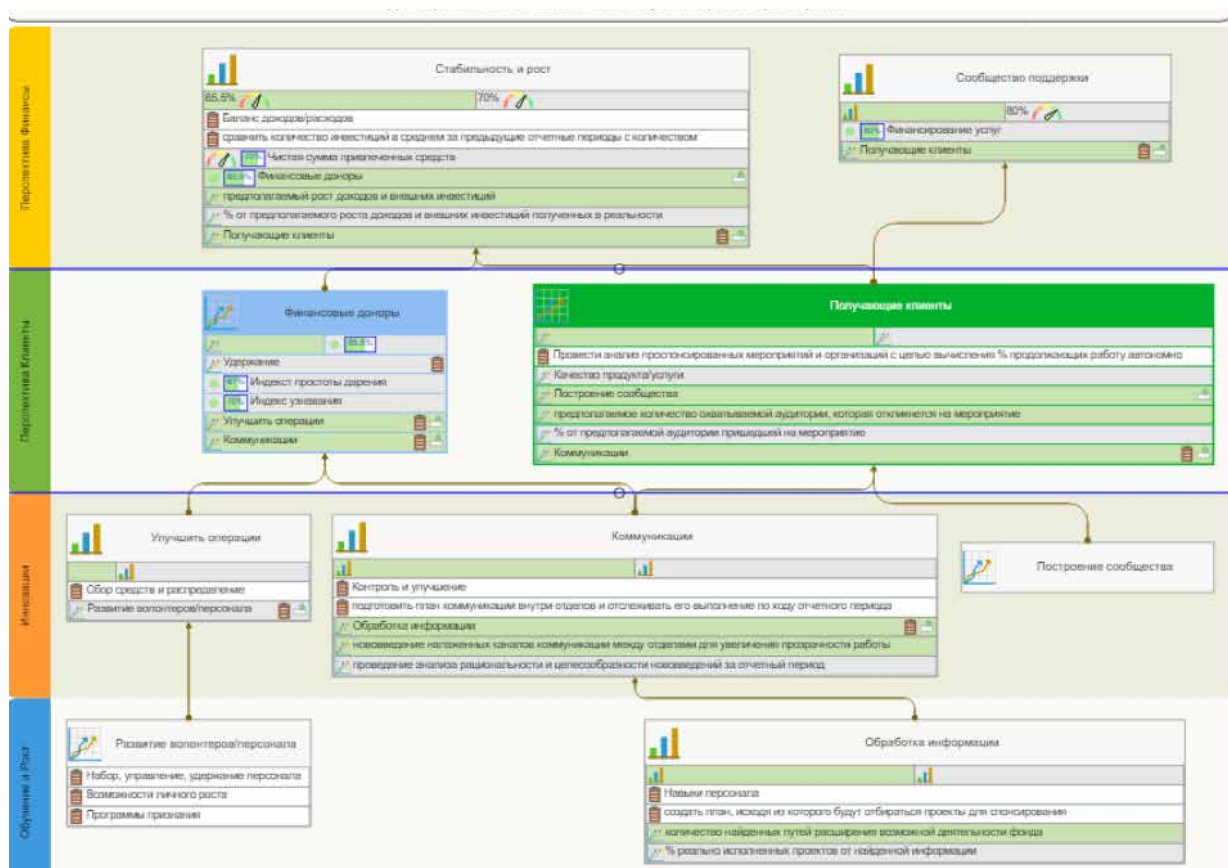 Перспектива Финансы
Стабильность и рост
65.5%
70%
Баланс доходов/расходов
сравнить количество инвестиций в среднем за предыдущие отчетные периоды с количеством
70%
Чистая сумма привлеченных средств
65.5%
Финансовые доноры
предполагаемый рост доходов и внешних инвестиций
% от предполагаемого роста доходов и внешних инвестиций полученных в реальности
Получающие клиенты
Сообщество поддержки
80%
80%
Финансирование услуг
Получающие клиенты
Перспектива Клиенты
Финансовые доноры
65.5%
Удержание
Индекст простоты дарения
70%
Индекс узнавания
Улучшить операции
Коммуникации
Получающие клиенты
Провести анализ проспонсированных мероприятий и организаций с целью вычисления % продолжающих работу автономно
Качество продукта/услуги
Построение сообщества
предполагаемое количество охватываемой аудитории, которая откликнется на мероприятие
% от предполагаемой аудитории пришедшей на мероприятие
Коммуникации
Инновации
Улучшить операции
Сбор средств и распределение
Развитие волонтеров/персонала
Коммуникации
Контроль и улучшение
подготовить план коммуникации внутри отделов и отслеживать его выполнение по ходу отчетного периода
Обработка информации
нововведение налаженных каналов коммуникации между отделами для увеличения прозрачности работы
проведение анализа рациональности и целесообразности нововведений за отчетный период
Построение сообщества
Обучение и Рост
Развитие волонтеров/персонала
Набор, управление, удержание персонала
Возможности личного роста
Программы признания
Обработка информации
Навыки персонала
создать план, исходя из которого будут отбираться проекты для спонсирования
количество найденных путей расширения возможной деятельности фонда
% реально исполненных проектов от найденной информации